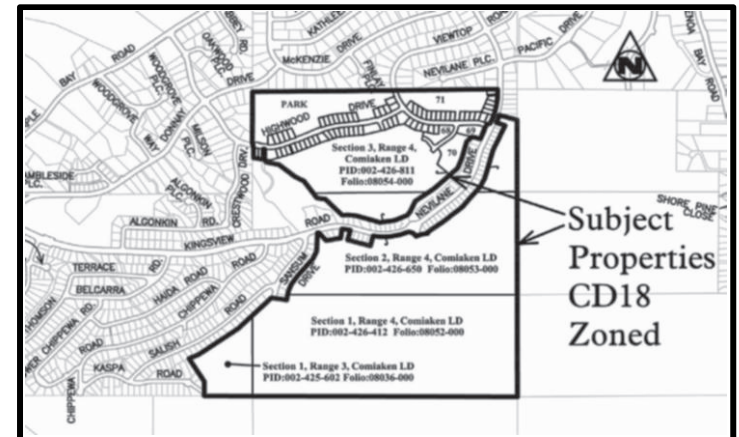 BAY
ROAD
WOODGROVE
PLC.
WOODGROVE
WAY
DONNAY
PLC.
OAKWOOD
RD.
DRIVE
McKENZIE
DRIVE
VIEWTOP
ROAD
NEVILANE PLC.
PACIFIC
DRIVE
N
BAY
ROAD
WILSON
PLC.
ALGONKIN
PLC.
AMBLESIDE
PLC.
CRESTWOOD
DRV.
PARK
HIGHWOOD
DRIVE
71
68
69
70
Section 3, Range 4,
Comiaken LD
PID:002-426-811
Folio:08054-000
NEVILANE
DRIVE
SHORE PINE
CLOSE
ALGONKIN
RD.
KINGSVIEW
ROAD
Subject
Properties
CD18
Zoned
Section 2, Range 4, Comiaken LD
PID:002-426-650 Folio:08053-000
TERRACE
RD.
BELCARRA
HAIDA
ROAD
ROAD
CHIPPEWA
ROAD
SANSUM
DRIVE
THOMSON
CHIPPEWA
RD.
ROAD
SALISH
KASPA
ROAD
CHIPPEWA
Section 1, Range 4, Comiaken LD
PID:002-426-412 Folio:08052-000
Section 1, Range 3, Comiaken LD
PID:002-425-602 Folio:08036-000